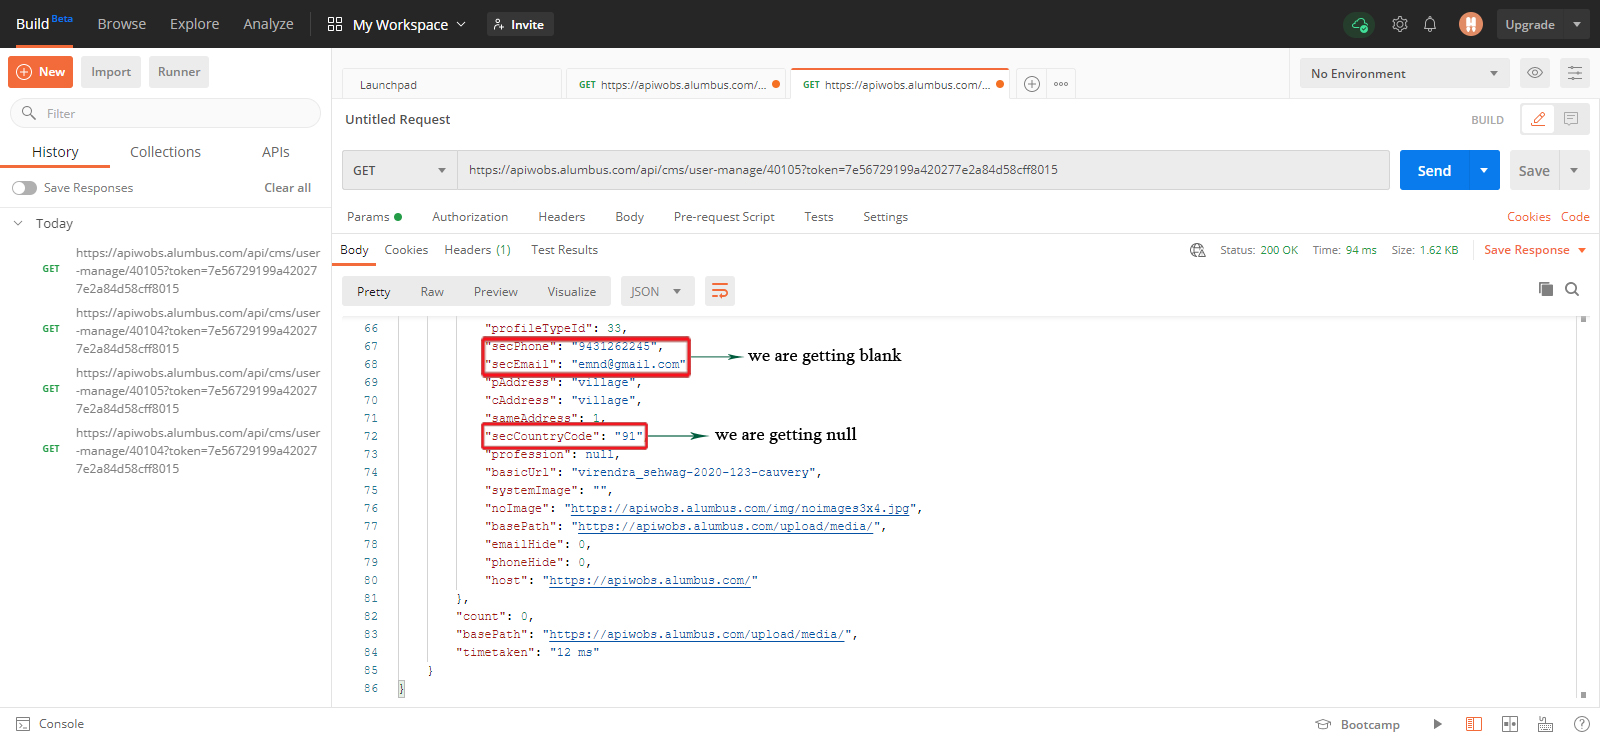 Build Beta Browse Explore Analyze My Workspace Invite Upgrade
New Import Runner
Launchpad GET https://apiwobs.alumbus.com/... GET https://apiwobs.alumbus.com/... No Environment
Filter
Untitled Request BUILD
History Collections APIs
GET https://apiwobs.alumbus.com/api/cms/user-manage/40105?token=7e56729199a420277e2a84d58cff8015 Send Save
Save Responses Clear all
Params Authorization Headers Body Pre-request Script Tests Settings Cookies Code
Today
Body Cookies Headers (1) Test Results Status: 200 OK Time: 94 ms Size: 1.62 KB Save Response
https://apiwobs.alumbus.com/api/cms/user
GET -manage/40105?token=7e56729199a42027
7e2a84d58cff8015
https://apiwobs.alumbus.com/api/cms/user
GET -manage/40104?token=7e56729199a42027
7e2a84d58cff8015
https://apiwobs.alumbus.com/api/cms/user
GET -manage/40105?token=7e56729199a42027
7e2a84d58cff8015
https://apiwobs.alumbus.com/api/cms/user
GET -manage/40104?token=7e56729199a42027
7e2a84d58cff8015
Pretty Raw Preview Visualize JSON
66 "profileTypeId": 33,
67 "secPhone": "9431262245",
68 "secEmail": "emnd@gmail.com"
we are getting blank
69 "pAddress": "village",
70 "cAddress": "village",
71 "sameAddress": 1,
72 "secCountryCode": "91"
we are getting null
73 "profession": null,
74 "basicUrl": "virendra_sehwag-2020-123-cauvery",
75 "systemImage": "",
76 "noImage": "https://apiwobs.alumbus.com/img/noimages3x4.jpg",
77 "basePath": "https://apiwobs.alumbus.com/upload/media/",
78 "emailHide": 0,
79 "phoneHide": 0,
80 "host": "https://apiwobs.alumbus.com/"
81 },
82 "count": 0,
83 "basePath": "https://apiwobs.alumbus.com/upload/media/",
84 "timetaken": "12 ms"
85 }
86 }
Console Bootcamp